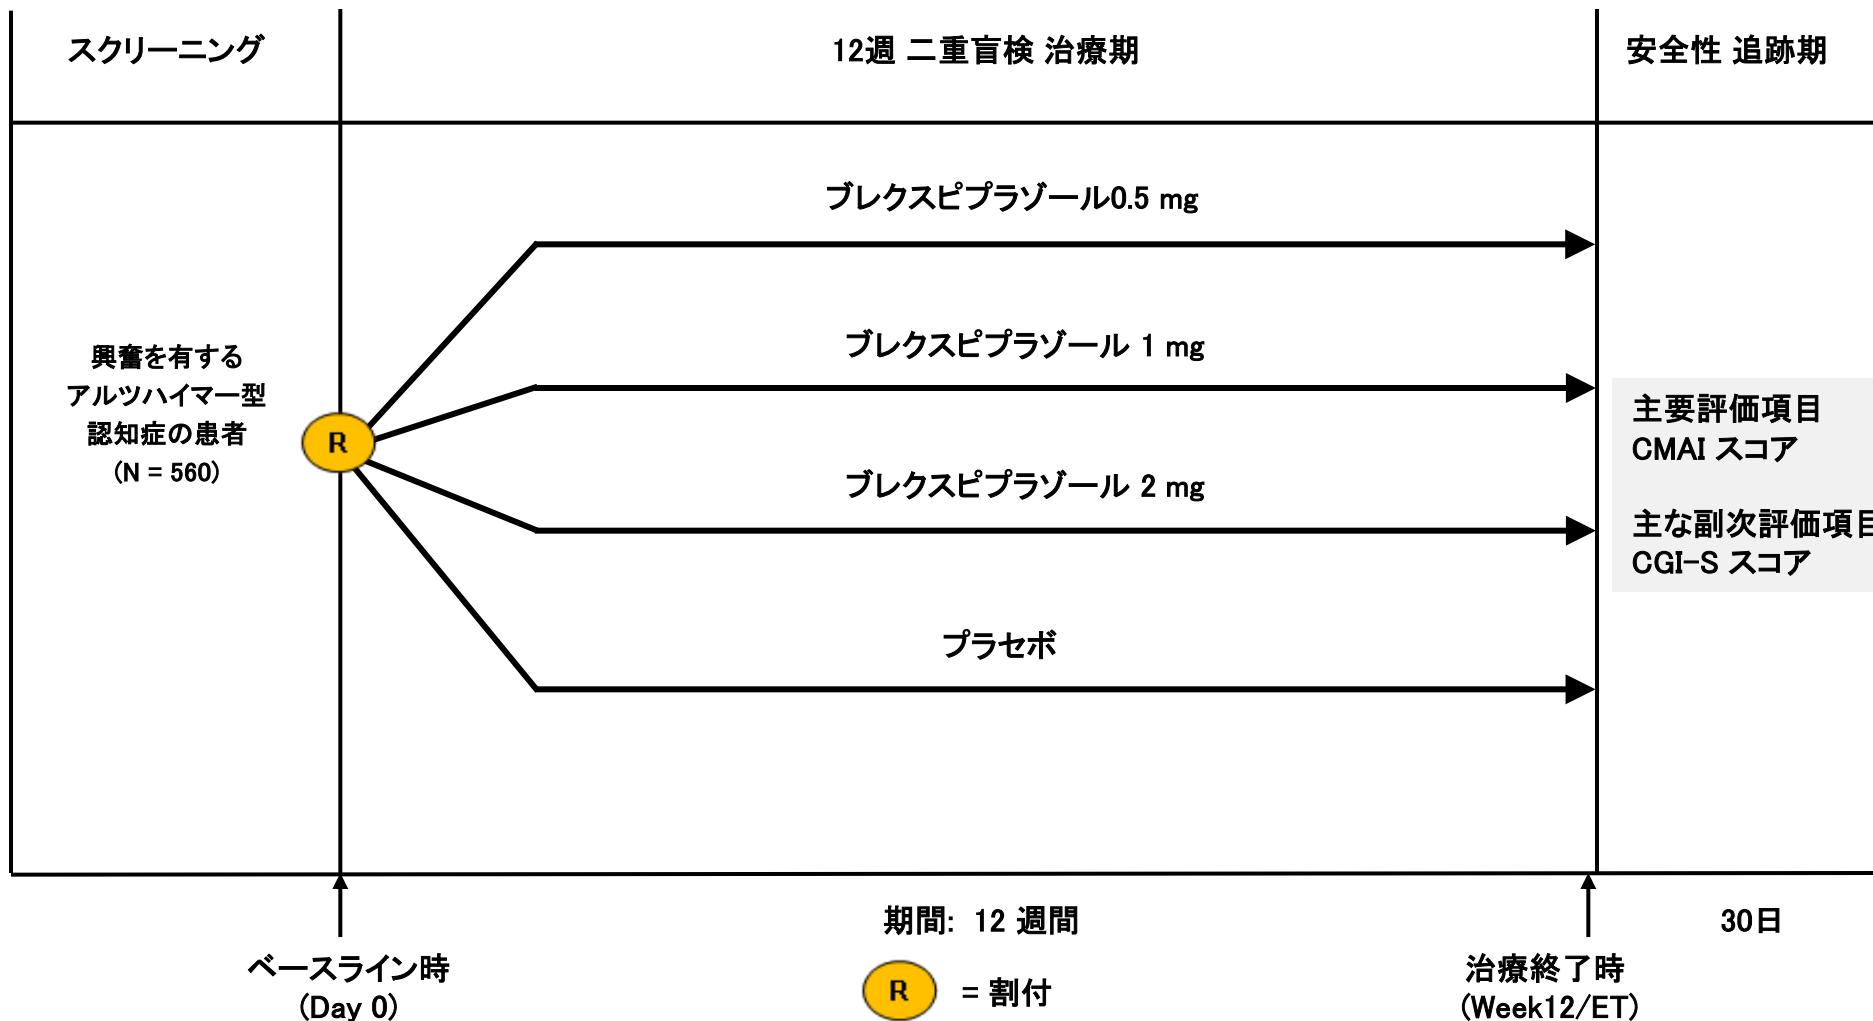 スクリーニング
12週 二重盲検 治療期
安全性 追跡期
ブレクスピプラゾール0.5 mg
ブレクスピプラゾール 1 mg
興奮を有する
アルツハイマー型
認知症の患者
(N = 560)
R
ブレクスピプラゾール 2 mg
プラセボ
主要評価項目
CMAI スコア
主な副次評価項目
CGI-S スコア
期間: 12 週間
30日
ベースライン時
(Day 0)
R = 割付
治療終了時
(Week12/ET)